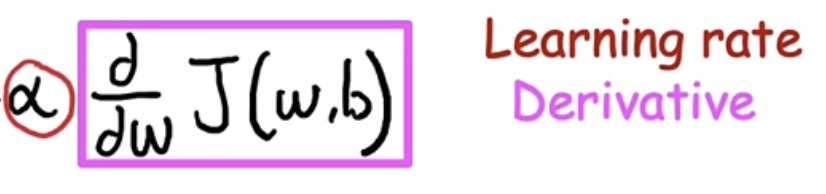 α d/dw J(w,b)
Learning rate
Derivative